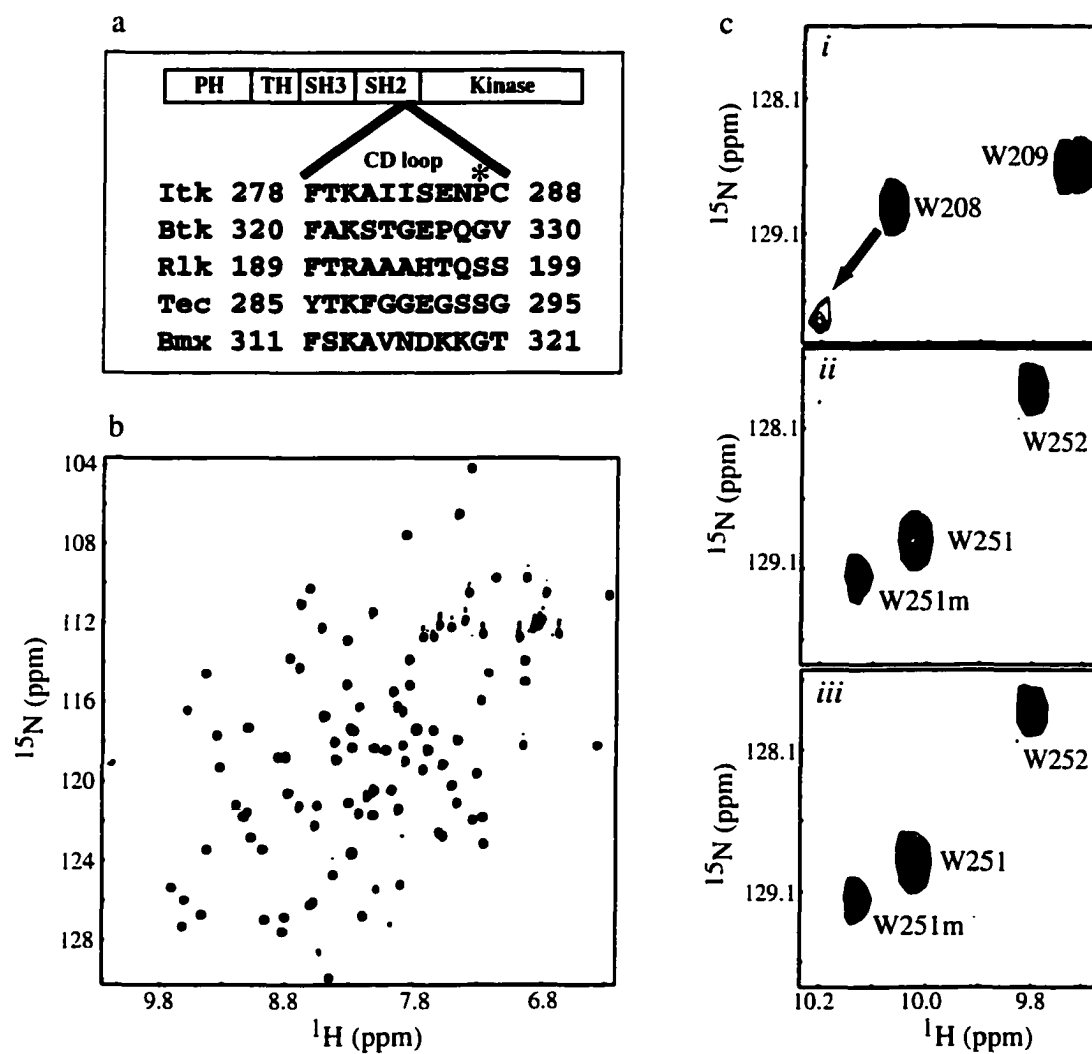 a
PH TH SH3 SH2 Kinase
CD loop
*
Itk 278 FTKAIISENPC 288
Btk 320 FAKSTGEPQGV 330
Rlk 189 FTRAAAHTQSS 199
Tec 285 YTKFGGEGSSG 295
Bmx 311 FSKAVNDKKGT 321
b
104
108
112
116
120
124
128
15N (ppm)
9.8 8.8 7.8 6.8
1H (ppm)
c
i
128.1
129.1
15N (ppm)
W209
W208
ii
128.1
129.1
15N (ppm)
W252
W251
W251m
iii
128.1
129.1
15N (ppm)
W252
W251
W251m
10.2 10.0 9.8
1H (ppm)